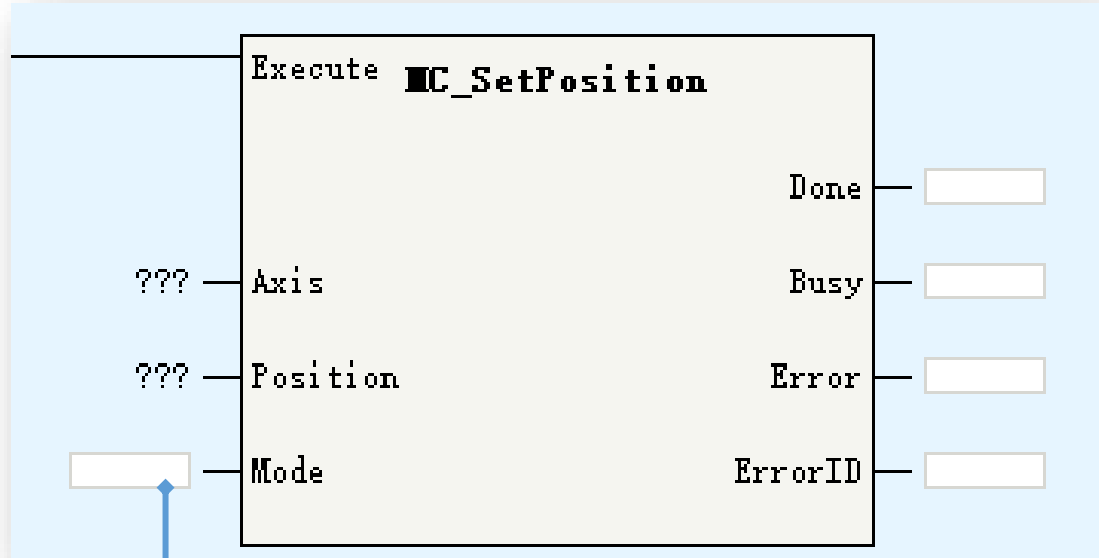 Execute MC_SetPosition
Done
??? Axis Busy
??? Position Error
Mode ErrorID